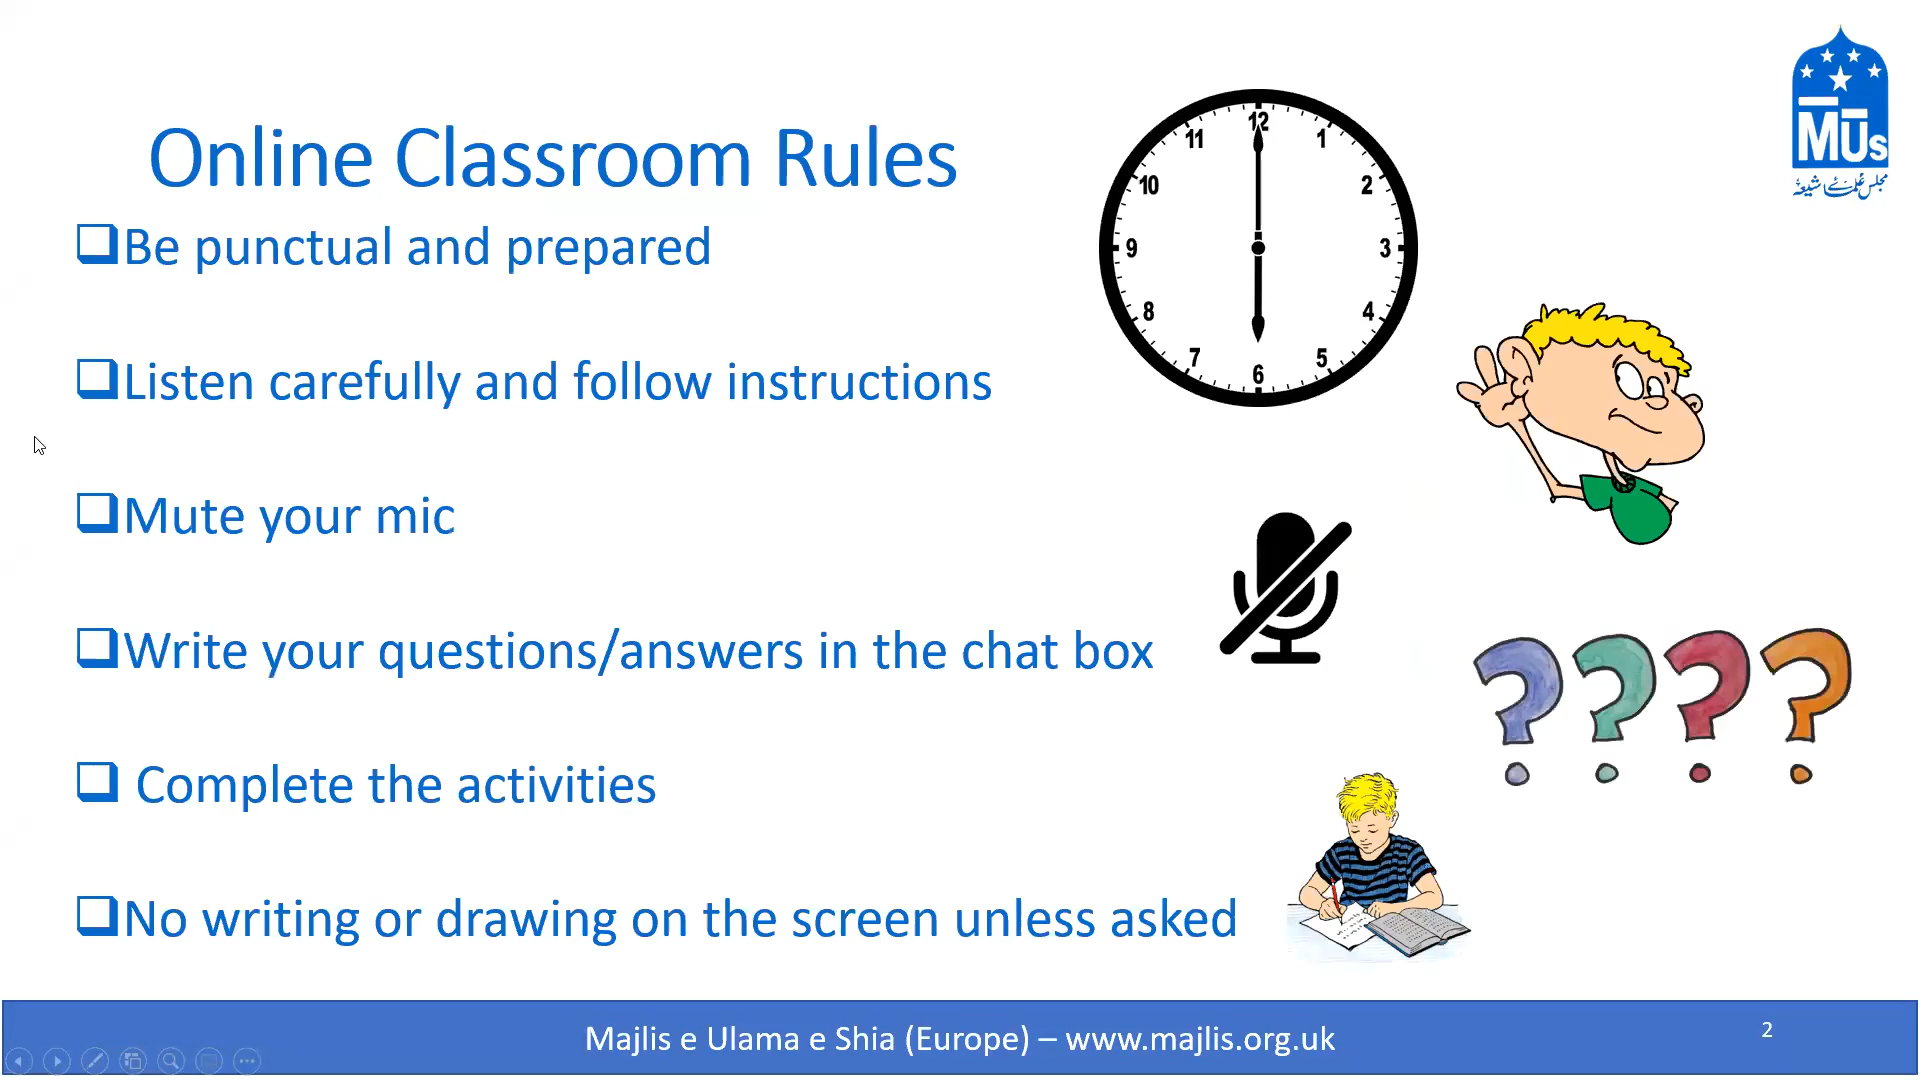 Online Classroom Rules
Be punctual and prepared
Listen carefully and follow instructions
Mute your mic
Write your questions/answers in the chat box
Complete the activities
No writing or drawing on the screen unless asked
12
1
2
3
4
5
6
7
8
9
10
11
MUs
مجلس علمائے شیعہ
Majlis e Ulama e Shia (Europe) – www.majlis.org.uk
2